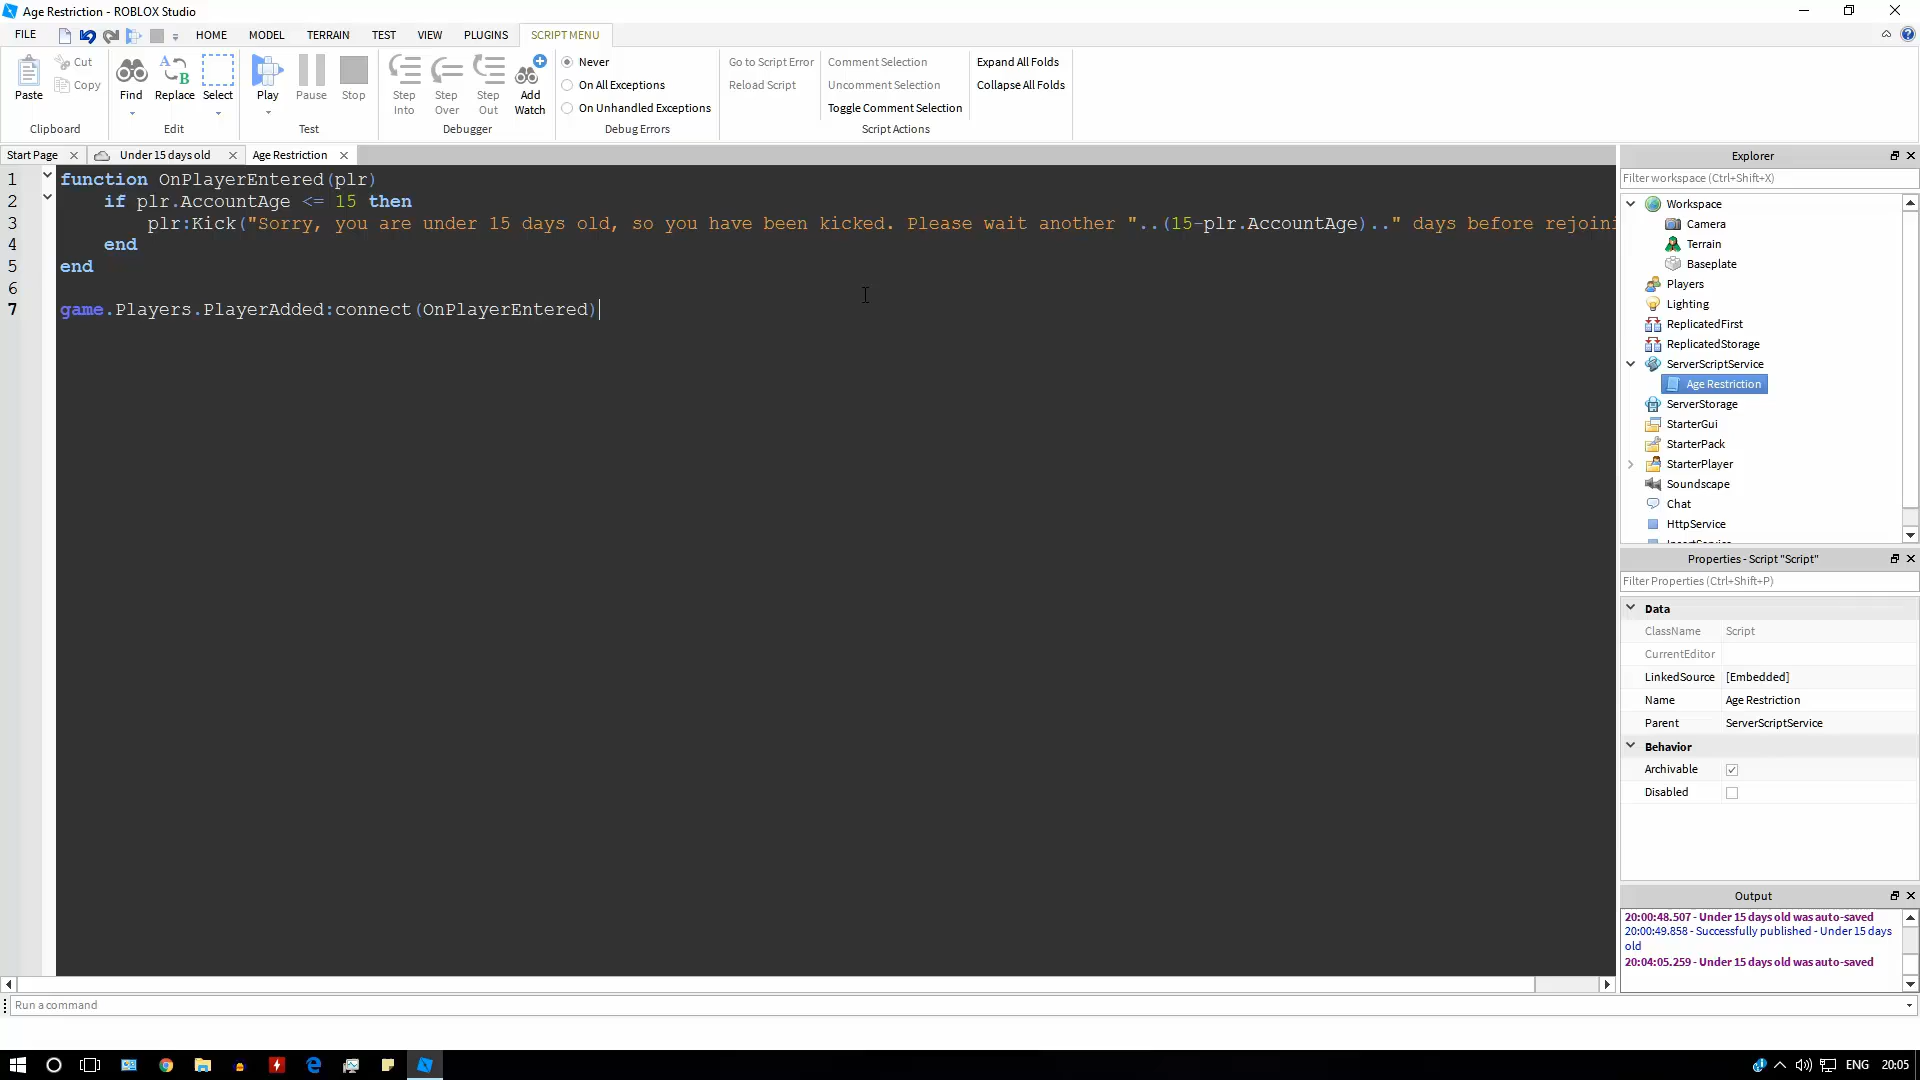 Age Restriction - ROBLOX Studio
FILE HOME MODEL TERRAIN TEST VIEW PLUGINS SCRIPT MENU
Paste Cut Copy Clipboard
Find Replace Select Edit
Play Pause Stop Test
Step Into Step Over Step Out Add Watch Debugger
Never
On All Exceptions
On Unhandled Exceptions
Debug Errors
Go to Script Error
Reload Script
Comment Selection
Uncomment Selection
Toggle Comment Selection
Script Actions
Expand All Folds
Collapse All Folds
Start Page Under 15 days old Age Restriction
1 function OnPlayerEntered(plr)
2 if plr.AccountAge <= 15 then
3 plr:Kick("Sorry, you are under 15 days old, so you have been kicked. Please wait another "..(15-plr.AccountAge).." days before rejoini
4 end
5 end
6
7 game.Players.PlayerAdded:connect(OnPlayerEntered)
Explorer
Filter workspace (Ctrl+Shift+X)
Workspace
Camera
Terrain
Baseplate
Players
Lighting
ReplicatedFirst
ReplicatedStorage
ServerScriptService
Age Restriction
ServerStorage
StarterGui
StarterPack
StarterPlayer
Soundscape
Chat
HttpService
Properties - Script "Script"
Filter Properties (Ctrl+Shift+P)
Data
ClassName Script
CurrentEditor
LinkedSource [Embedded]
Name Age Restriction
Parent ServerScriptService
Behavior
Archivable
Disabled
Output
20:00:48.507 - Under 15 days old was auto-saved
20:00:49.858 - Successfully published - Under 15 days
old
20:04:05.259 - Under 15 days old was auto-saved
Run a command
ENG 20:05